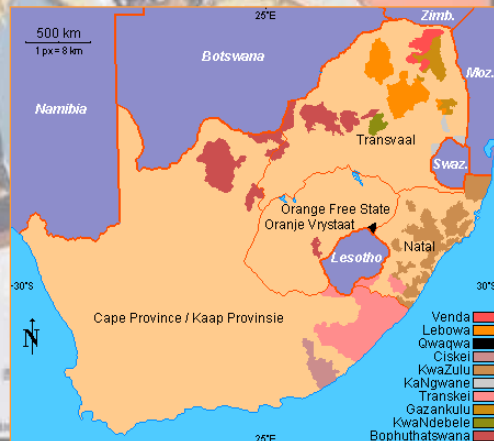 25°E
Zimb.
500 km
1 px = 8 km
Botswana
Moz.
Namibia
Transvaal
Swaz.
Orange Free State
Oranje Vrystaat
Natal
Lesotho
30°S
30°S
Cape Province / Kaap Provinsie
N
Venda
Lebowa
Qwaqwa
Ciskei
KwaZulu
KaNgwane
Transkei
Gazankulu
KwaNdebele
Bophuthatswana
25°E